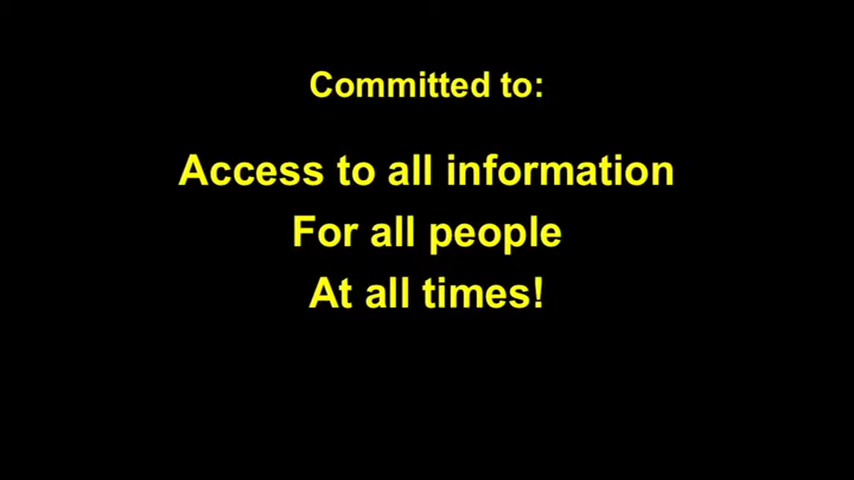 Committed to:
Access to all information
For all people
At all times!